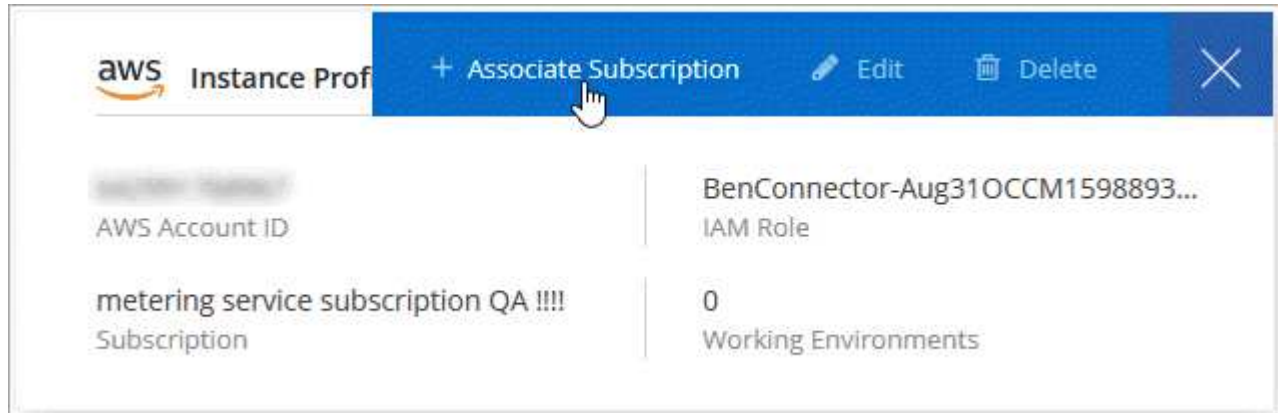 aws Instance Prof + Associate Subscription Edit Delete
AWS Account ID
BenConnector-Aug31OCCM1598893...
IAM Role
metering service subscription QA !!!!
Subscription
0
Working Environments